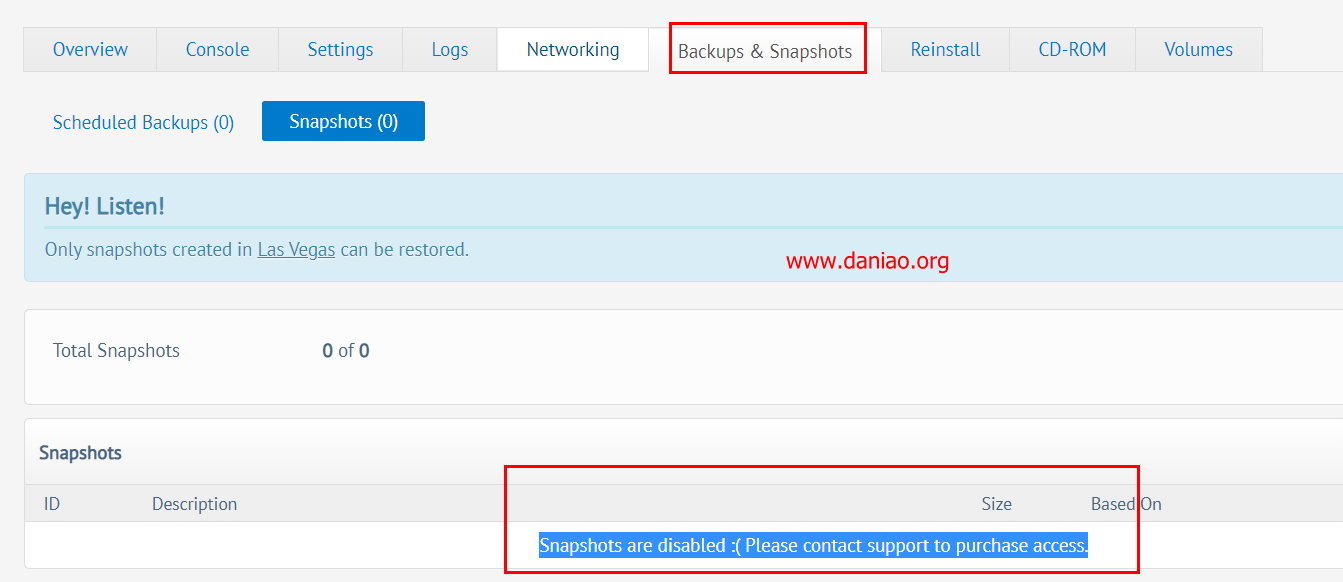 Overview Console Settings Logs Networking Backups & Snapshots Reinstall CD-ROM Volumes
Scheduled Backups (0) Snapshots (0)
Hey! Listen!
Only snapshots created in Las Vegas can be restored.
www.daniao.org
Total Snapshots 0 of 0
Snapshots
ID Description Size Based On
Snapshots are disabled :( Please contact support to purchase access.